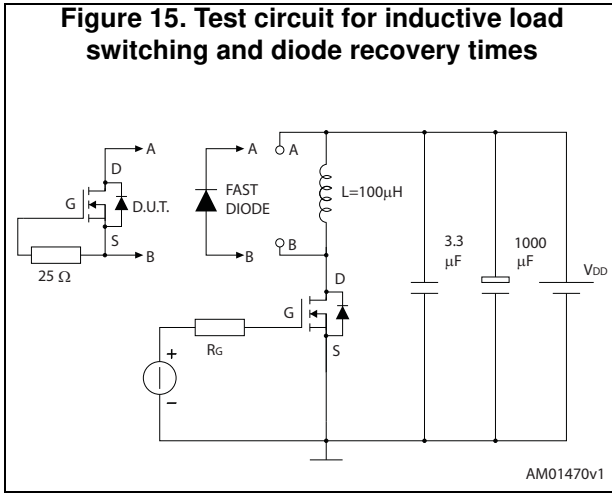 Figure 15. Test circuit for inductive load
switching and diode recovery times
A
D
G
D.U.T.
S
B
25 Ω
A
FAST
DIODE
B
A
L=100μH
B
D
G
S
RG
+
–
3.3
μF
1000
μF
VDD
AM01470v1